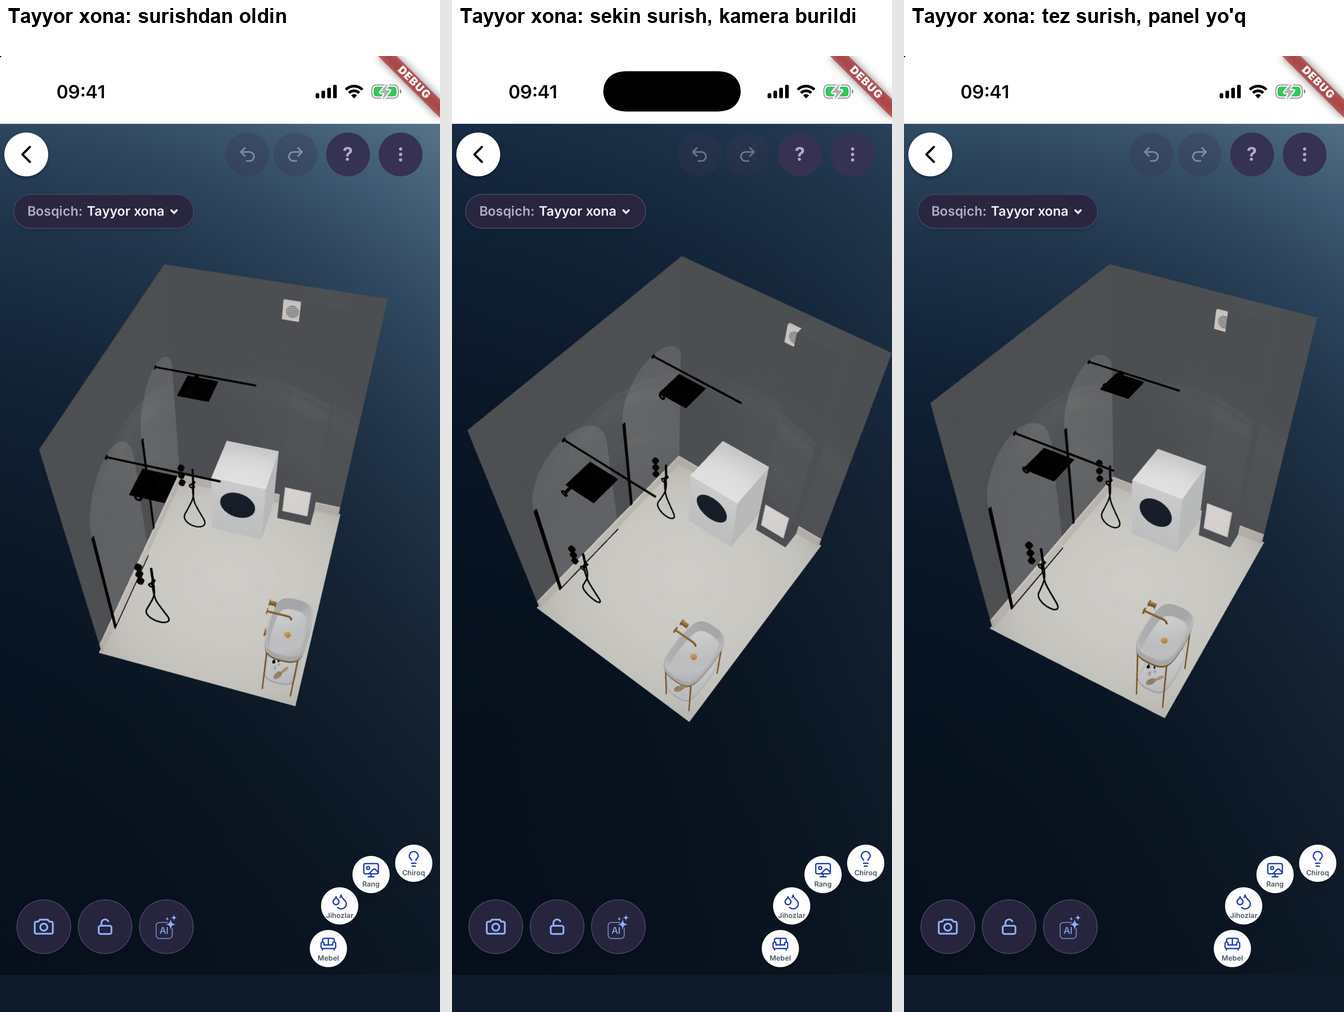 Tayyor xona: surishdan oldin
09:41
DEBUG
?
Bosqich: Tayyor xona
Chiroq
Rang
Jihozlar
AI
Mebel
Tayyor xona: sekin surish, kamera burildi
09:41
DEBUG
?
Bosqich: Tayyor xona
Chiroq
Rang
Jihozlar
AI
Mebel
Tayyor xona: tez surish, panel yo'q
09:41
DEBUG
?
Bosqich: Tayyor xona
Chiroq
Rang
Jihozlar
AI
Mebel